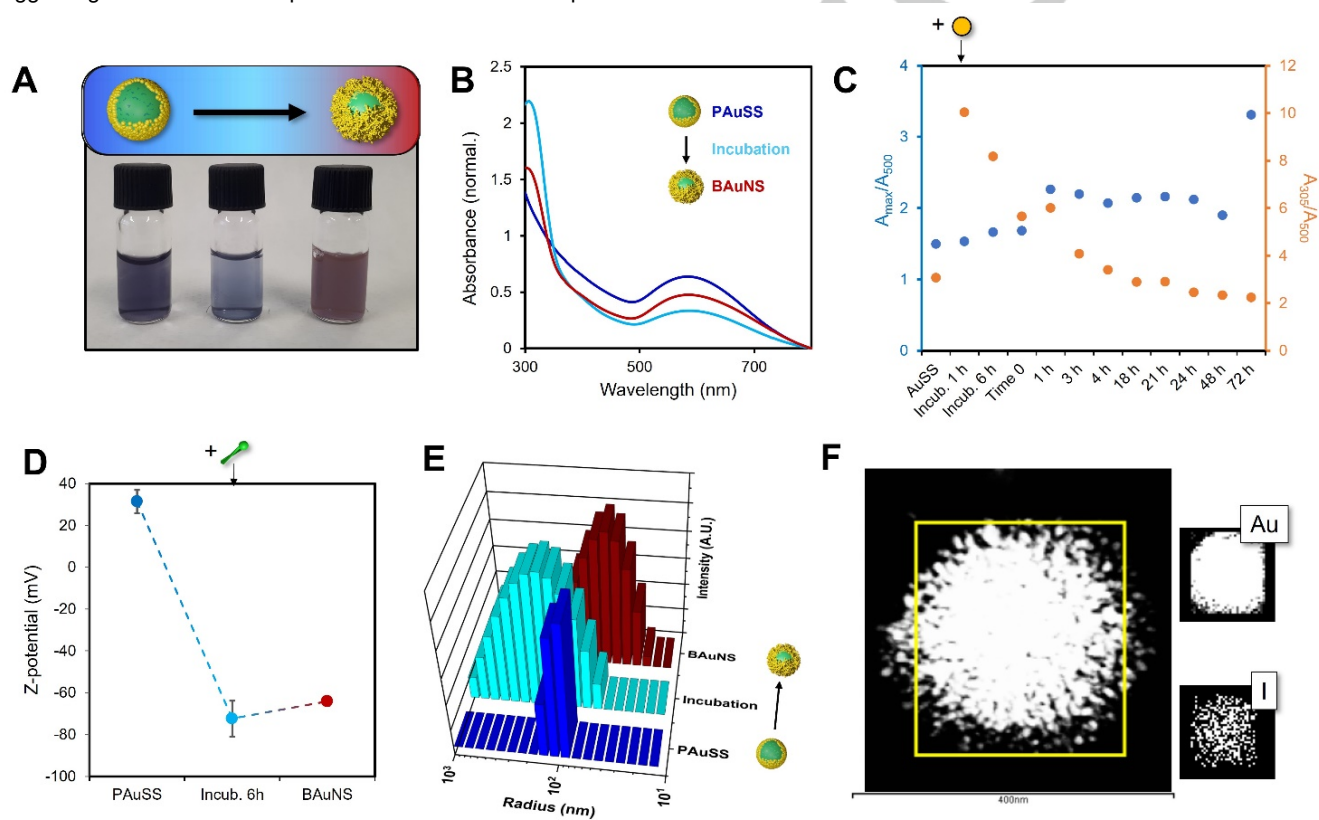 A
B
2.5
2
1.5
1
0.5
0
Absorbance (normal.)
300
500
700
Wavelength (nm)
PAuSS
Incubation
BAuNS
+
C
4
3
2
1
0
Amax/A500
12
10
8
6
4
2
0
A305/A500
AuSS
Incub. 1 h
Incub. 6 h
Time 0
1 h
3 h
4 h
18 h
21 h
24 h
48 h
72 h
D
+
40
20
0
-20
-40
-60
-80
-100
Z-potential (mV)
PAuSS
Incub. 6h
BAuNS
E
Intensity (A.U.)
BAuNS
Incubation
PAuSS
10³
10²
10¹
Radius (nm)
F
Au
I
400nm